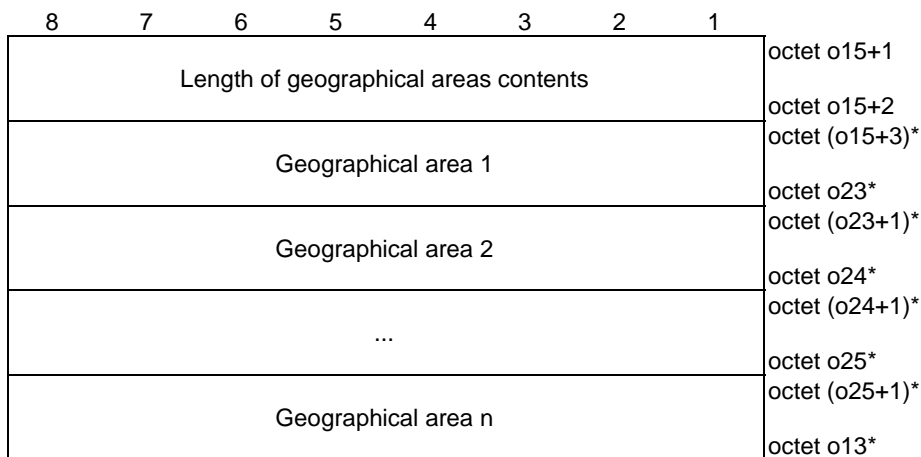 8 7 6 5 4 3 2 1
octet o15+1
Length of geographical areas contents
octet o15+2
octet (o15+3)*
Geographical area 1
octet o23*
octet (o23+1)*
Geographical area 2
octet o24*
octet (o24+1)*
...
octet o25*
octet (o25+1)*
Geographical area n
octet o13*